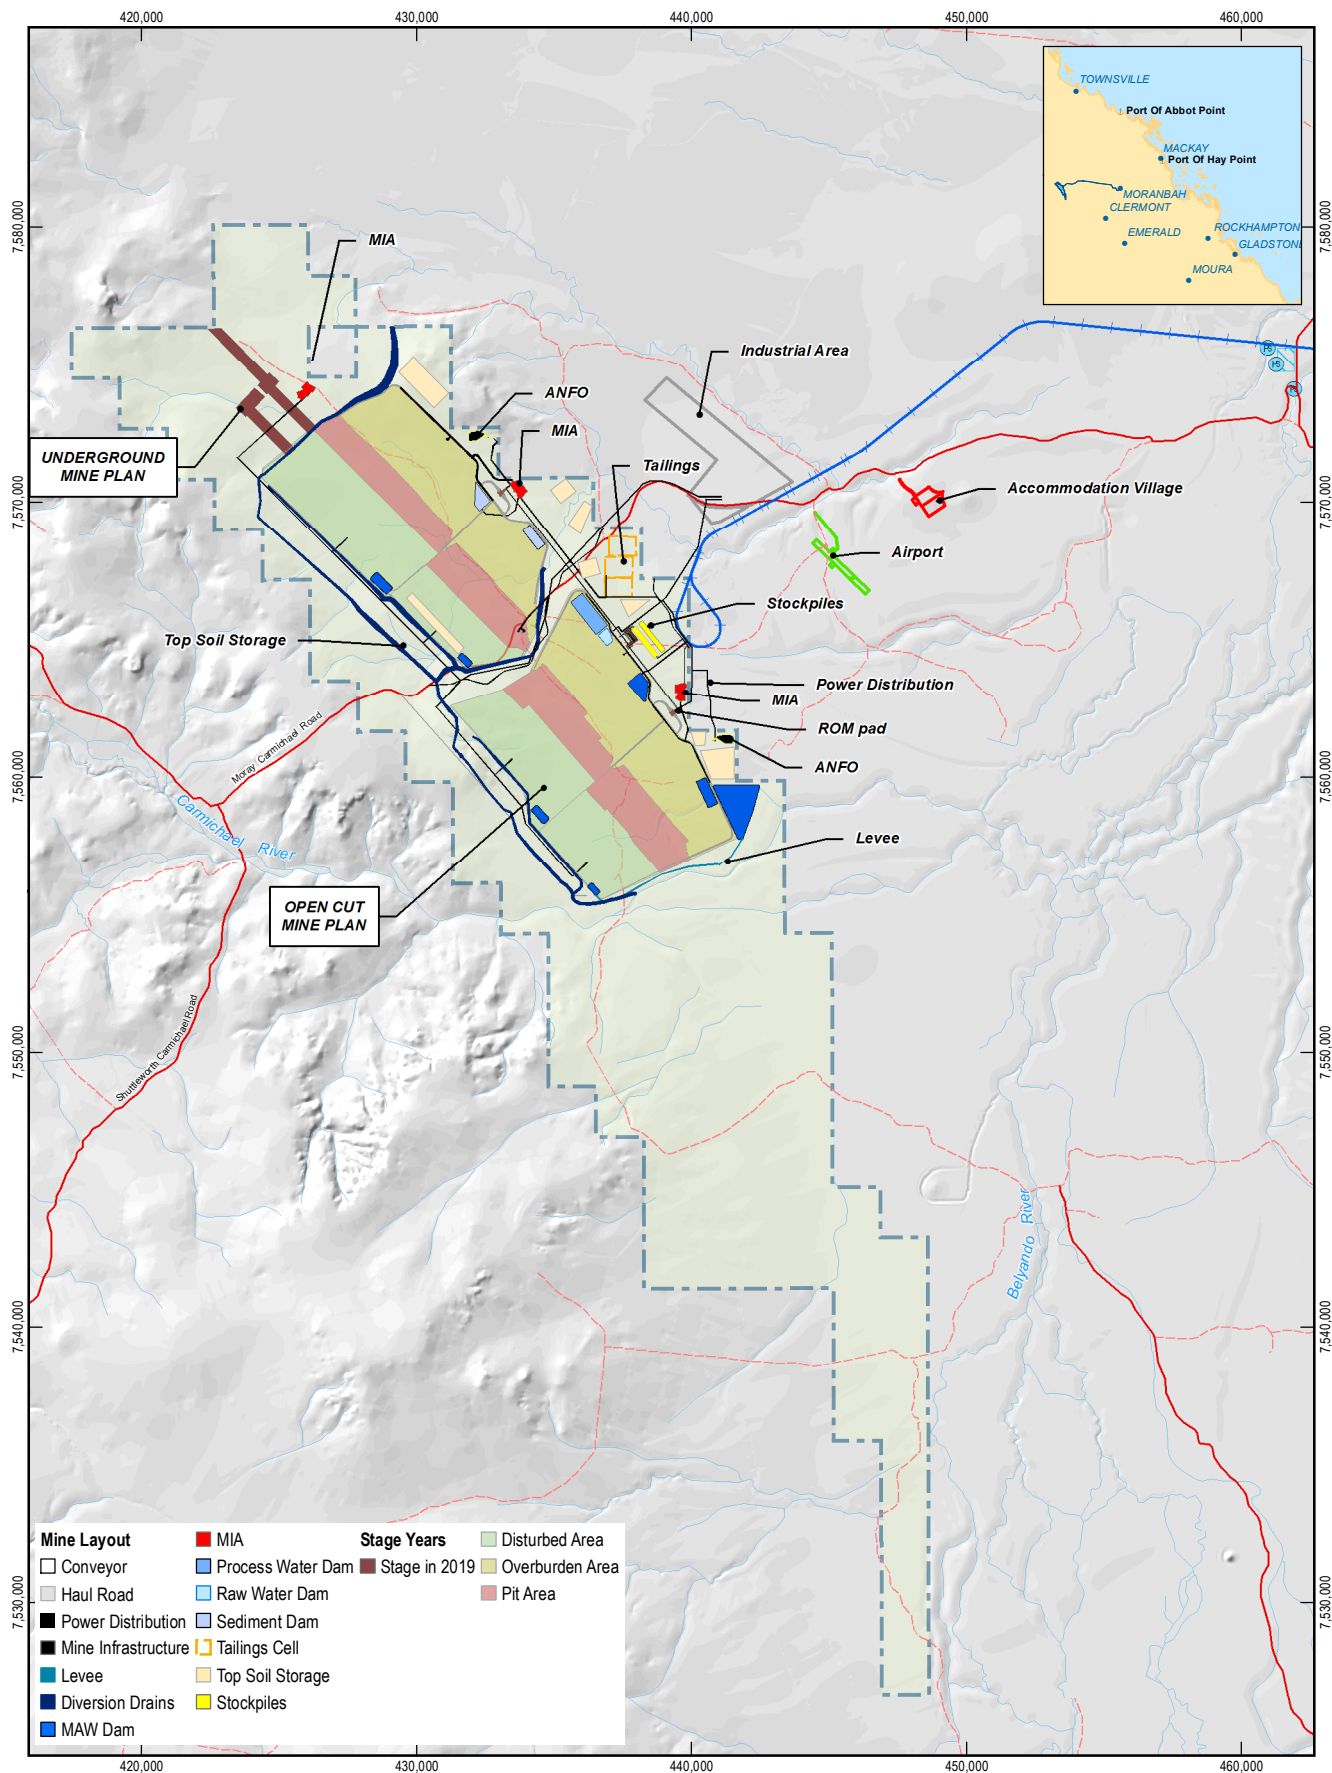 420,000
430,000
440,000
450,000
460,000
TOWNSVILLE
Port Of Abbot Point
MACKAY
Port Of Hay Point
MORANBAH
CLERMONT
EMERALD
ROCKHAMPTON
GLADSTONE
MOURA
7,580,000
7,580,000
MIA
Industrial Area
ANFO
MIA
UNDERGROUND
MINE PLAN
Tailings
Accommodation Village
7,570,000
7,570,000
Airport
Stockpiles
Top Soil Storage
Power Distribution
MIA
ROM pad
Moray Carmichael Road
ANFO
7,560,000
7,560,000
Carmichael River
Levee
OPEN CUT
MINE PLAN
Shuttleworth Carmichael Road
7,550,000
7,550,000
Belyando River
7,540,000
7,540,000
7,530,000
7,530,000
Mine Layout
Conveyor
Haul Road
Power Distribution
Mine Infrastructure
Levee
Diversion Drains
MAW Dam
MIA
Process Water Dam
Raw Water Dam
Sediment Dam
Tailings Cell
Top Soil Storage
Stockpiles
Stage Years
Stage in 2019
Disturbed Area
Overburden Area
Pit Area
420,000
430,000
440,000
450,000
460,000